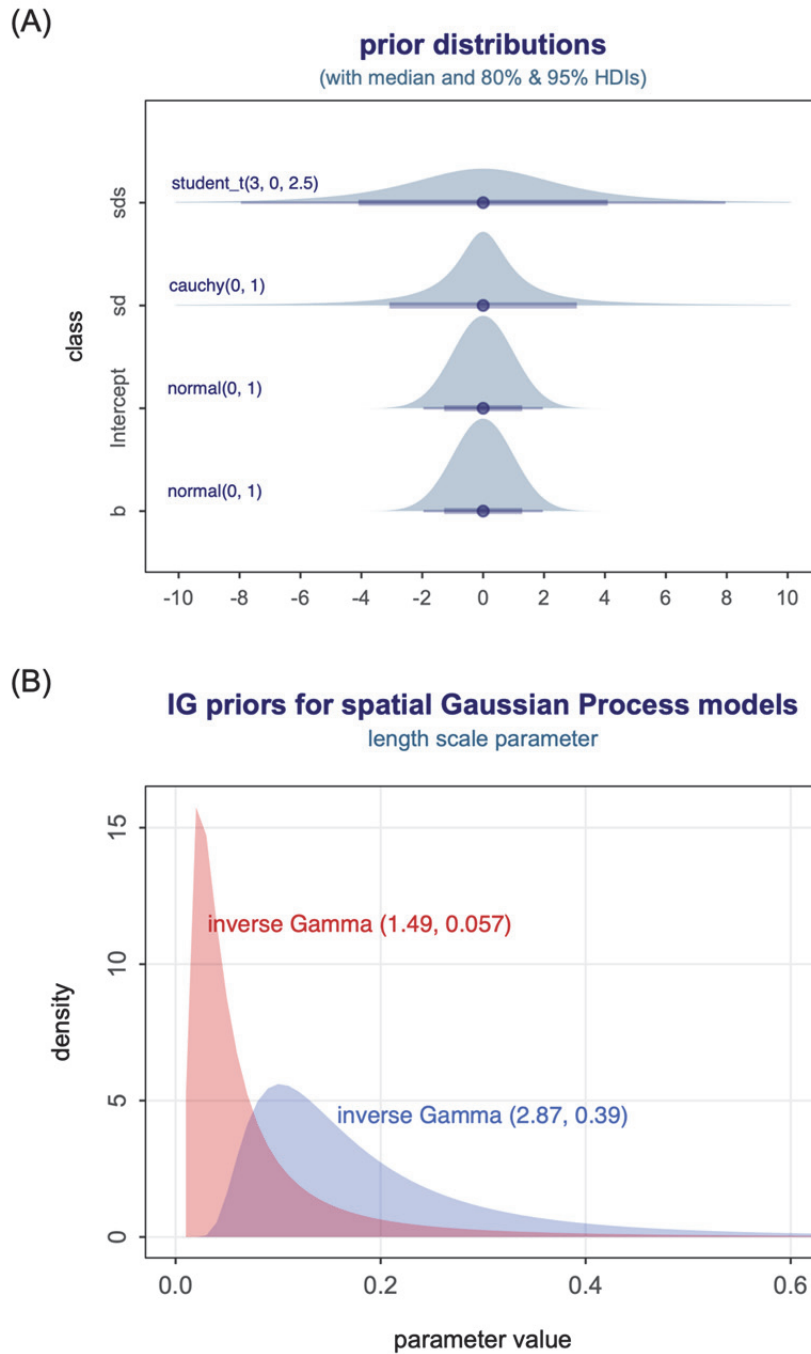 (A)
prior distributions
(with median and 80% & 95% HDIs)
student_t(3, 0, 2.5)
sds
cauchy(0, 1)
sd
class
normal(0, 1)
Intercept
normal(0, 1)
b
-10 -8 -6 -4 -2 0 2 4 6 8 10
(B)
IG priors for spatial Gaussian Process models
length scale parameter
15
inverse Gamma (1.49, 0.057)
10
density
5
inverse Gamma (2.87, 0.39)
0
0.0 0.2 0.4 0.6
parameter value